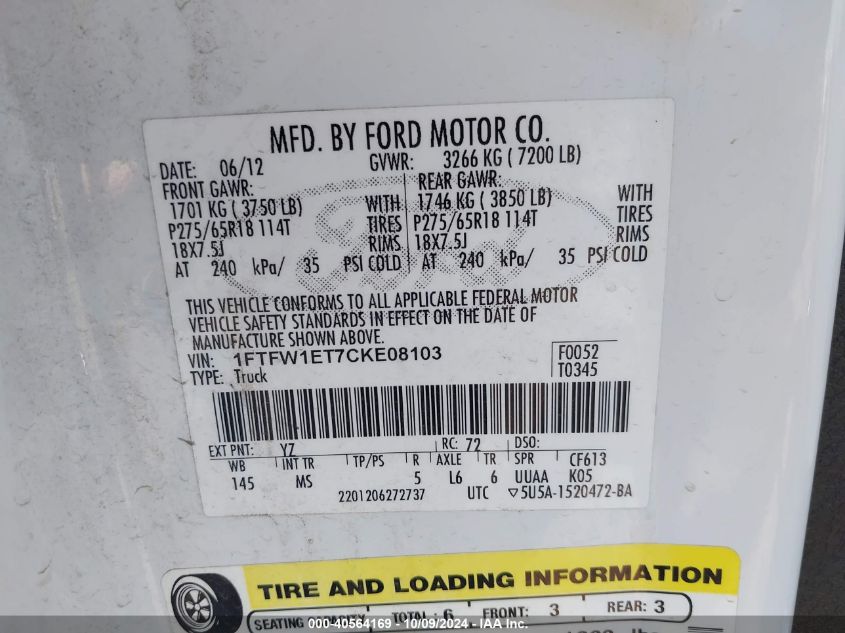 MFD. BY FORD MOTOR CO.
DATE: 06/12 GVWR: 3266 KG ( 7200 LB)
FRONT GAWR: REAR GAWR:
1701 KG ( 3750 LB) WITH 1746 KG ( 3850 LB) WITH
P275/65R18 114T TIRES P275/65R18 114T TIRES
18X7.5J RIMS 18X7.5J RIMS
AT 240 kPa/ 35 PSI COLD AT 240 kPa/ 35 PSI COLD
THIS VEHICLE CONFORMS TO ALL APPLICABLE FEDERAL MOTOR
VEHICLE SAFETY STANDARDS IN EFFECT ON THE DATE OF
MANUFACTURE SHOWN ABOVE.
VIN: 1FTFW1ET7CKE08103 F0052
TYPE: Truck T0345
EXT PNT: YZ RC: 72 DSO:
WB INT TR TP/PS R AXLE TR SPR CF613
145 MS 5 L6 6 UUAA K05
2201206272737 UTC ▽5U5A-1520472-BA
TIRE AND LOADING INFORMATION
SEATING CAPACITY TOTAL: 6 FRONT: 3 REAR: 3
000-40564169 - 10/09/2024 - IAA Inc.